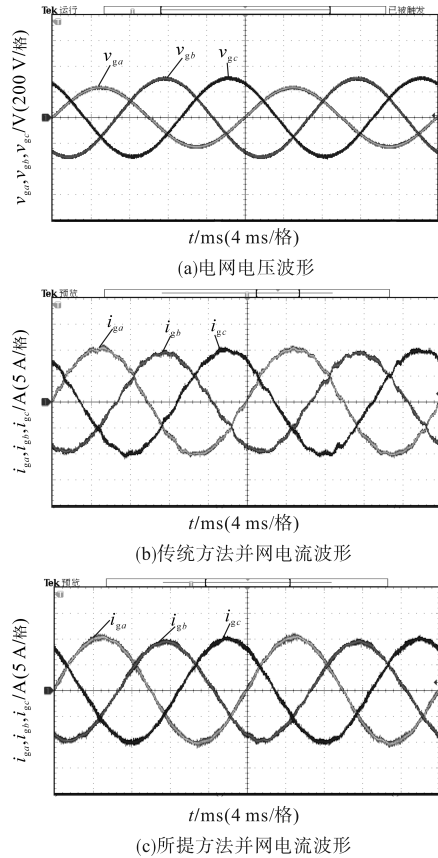 Tek 运行
已被触发
v_ga
v_gb
v_gc
v_ga,v_gb,v_gc/V(200 V/格)
t/ms(4 ms/格)
(a)电网电压波形
Tek 预览
i_ga
i_gb
i_gc
i_ga,i_gb,i_gc/A(5 A/格)
t/ms(4 ms/格)
(b)传统方法并网电流波形
Tek 预览
i_ga
i_gb
i_gc
i_ga,i_gb,i_gc/A(5 A/格)
t/ms(4 ms/格)
(c)所提方法并网电流波形